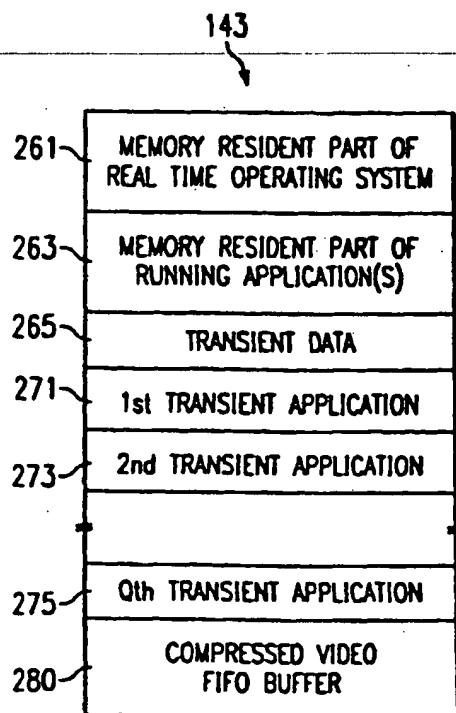 143
261
MEMORY RESIDENT PART OF
REAL TIME OPERATING SYSTEM
263
MEMORY RESIDENT PART OF
RUNNING APPLICATION(S)
265
TRANSIENT DATA
271
1st TRANSIENT APPLICATION
273
2nd TRANSIENT APPLICATION
275
Qth TRANSIENT APPLICATION
280
COMPRESSED VIDEO
FIFO BUFFER